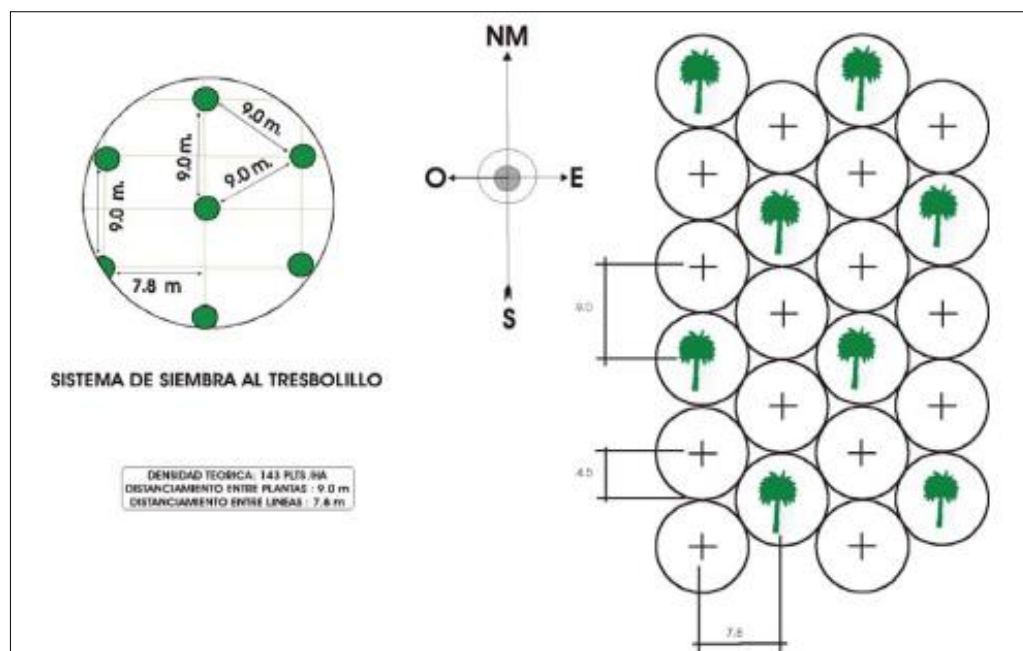 NM
O
E
S
9.0 m.
9.0 m.
9.0 m.
9.0 m.
7.8 m
SISTEMA DE SIEMBRA AL TRESBOLILLO
DENSIDAD TEORICA: 143 PLTS /HA
DISTANCIAMIENTO ENTRE PLANTAS : 9.0 m
DISTANCIAMIENTO ENTRE LINEAS : 7.8 m
9.0
4.5
7.8